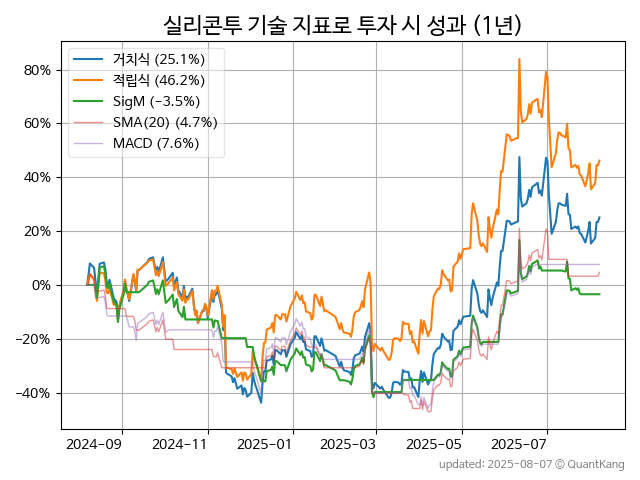 실리콘투 기술 지표로 투자 시 성과 (1년)
거치식 (25.1%)
적립식 (46.2%)
SigM (-3.5%)
SMA(20) (4.7%)
MACD (7.6%)
80%
60%
40%
20%
0%
-20%
-40%
2024-09 2024-11 2025-01 2025-03 2025-05 2025-07
updated: 2025-08-07 © QuantKang